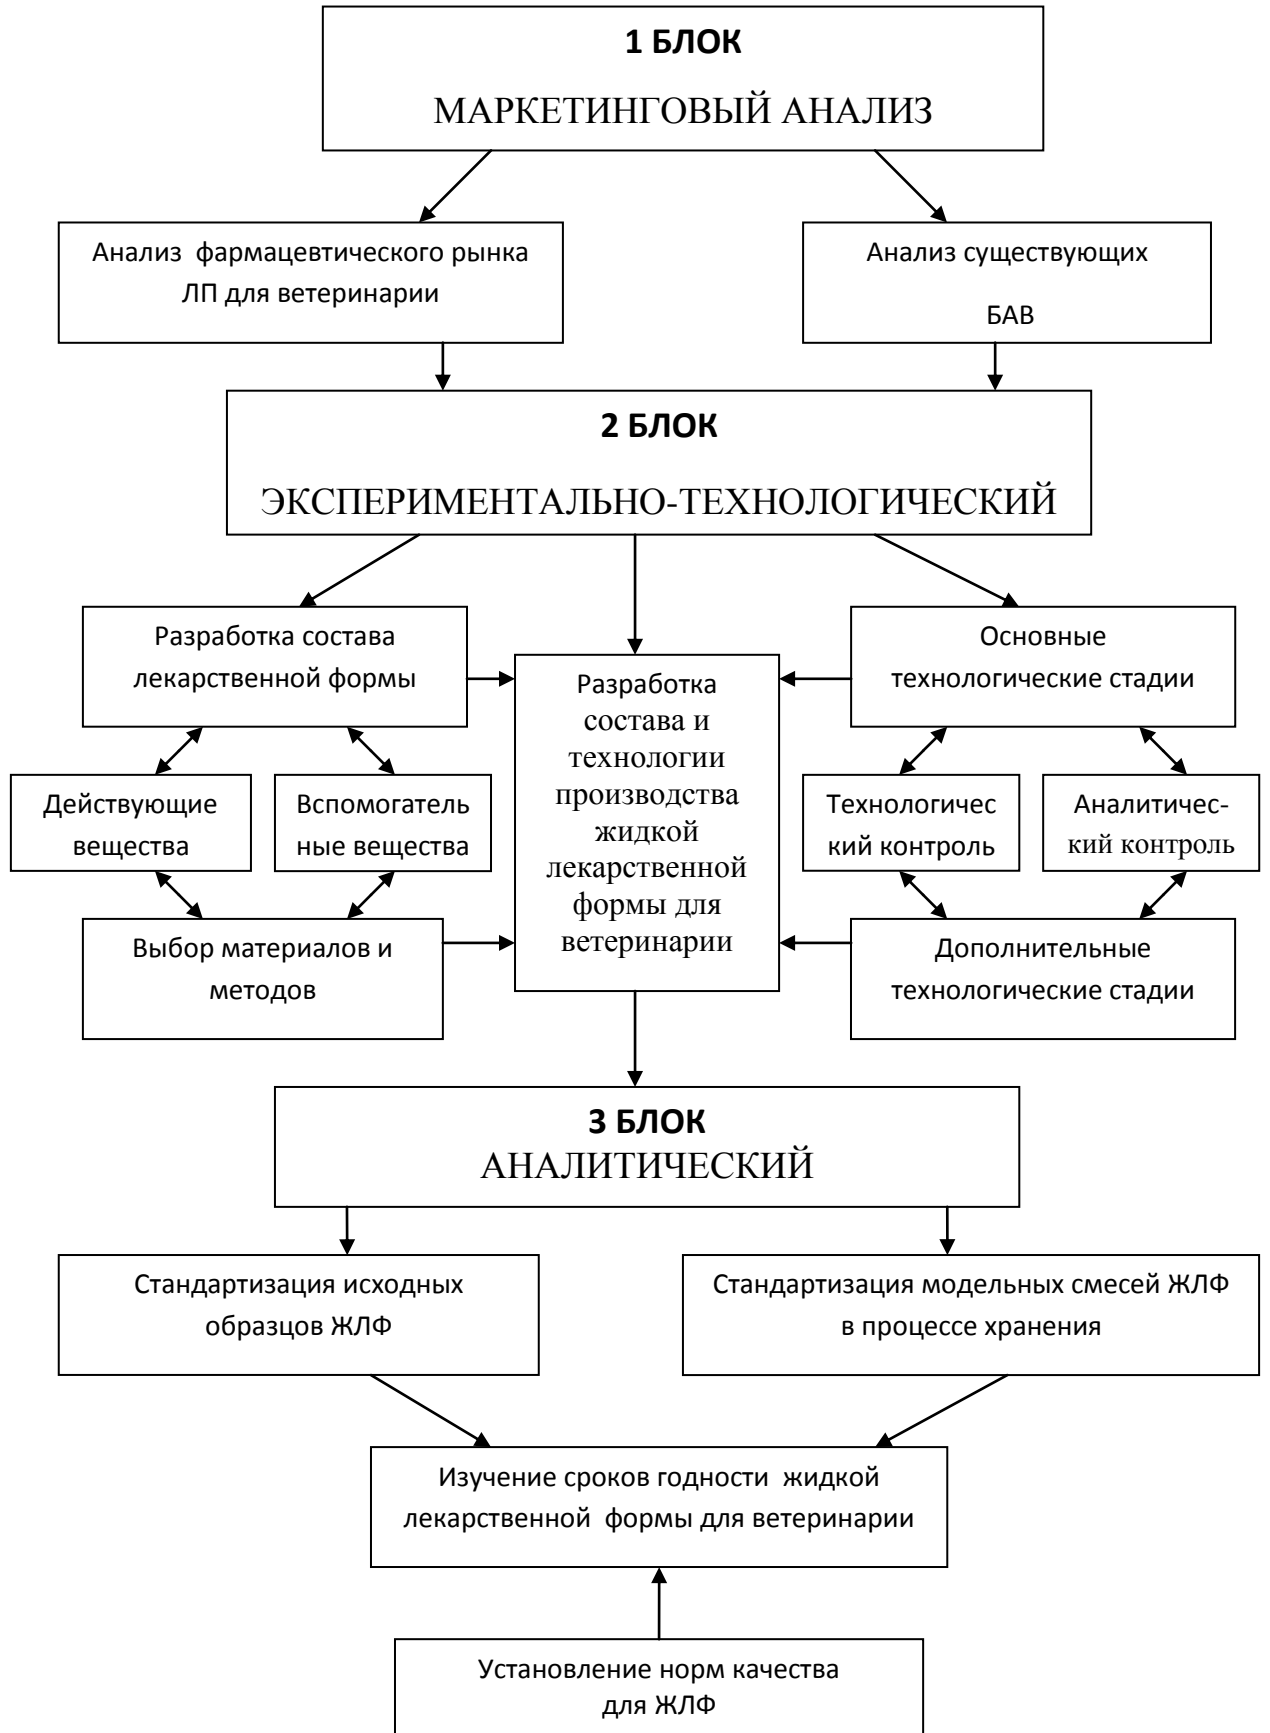 1 БЛОК
МАРКЕТИНГОВЫЙ АНАЛИЗ
Анализ фармацевтического рынка
ЛП для ветеринарии
Анализ существующих
БАВ
2 БЛОК
ЭКСПЕРИМЕНТАЛЬНО-ТЕХНОЛОГИЧЕСКИЙ
Разработка состава
лекарственной формы
Действующие
вещества
Вспомогатель
ные вещества
Выбор материалов и
методов
Разработка
состава и
технологии
производства
жидкой
лекарственной
формы для
ветеринарии
Основные
технологические стадии
Технологичес
кий контроль
Аналитичес-
кий контроль
Дополнительные
технологические стадии
3 БЛОК
АНАЛИТИЧЕСКИЙ
Стандартизация исходных
образцов ЖЛФ
Стандартизация модельных смесей ЖЛФ
в процессе хранения
Изучение сроков годности жидкой
лекарственной формы для ветеринарии
Установление норм качества
для ЖЛФ